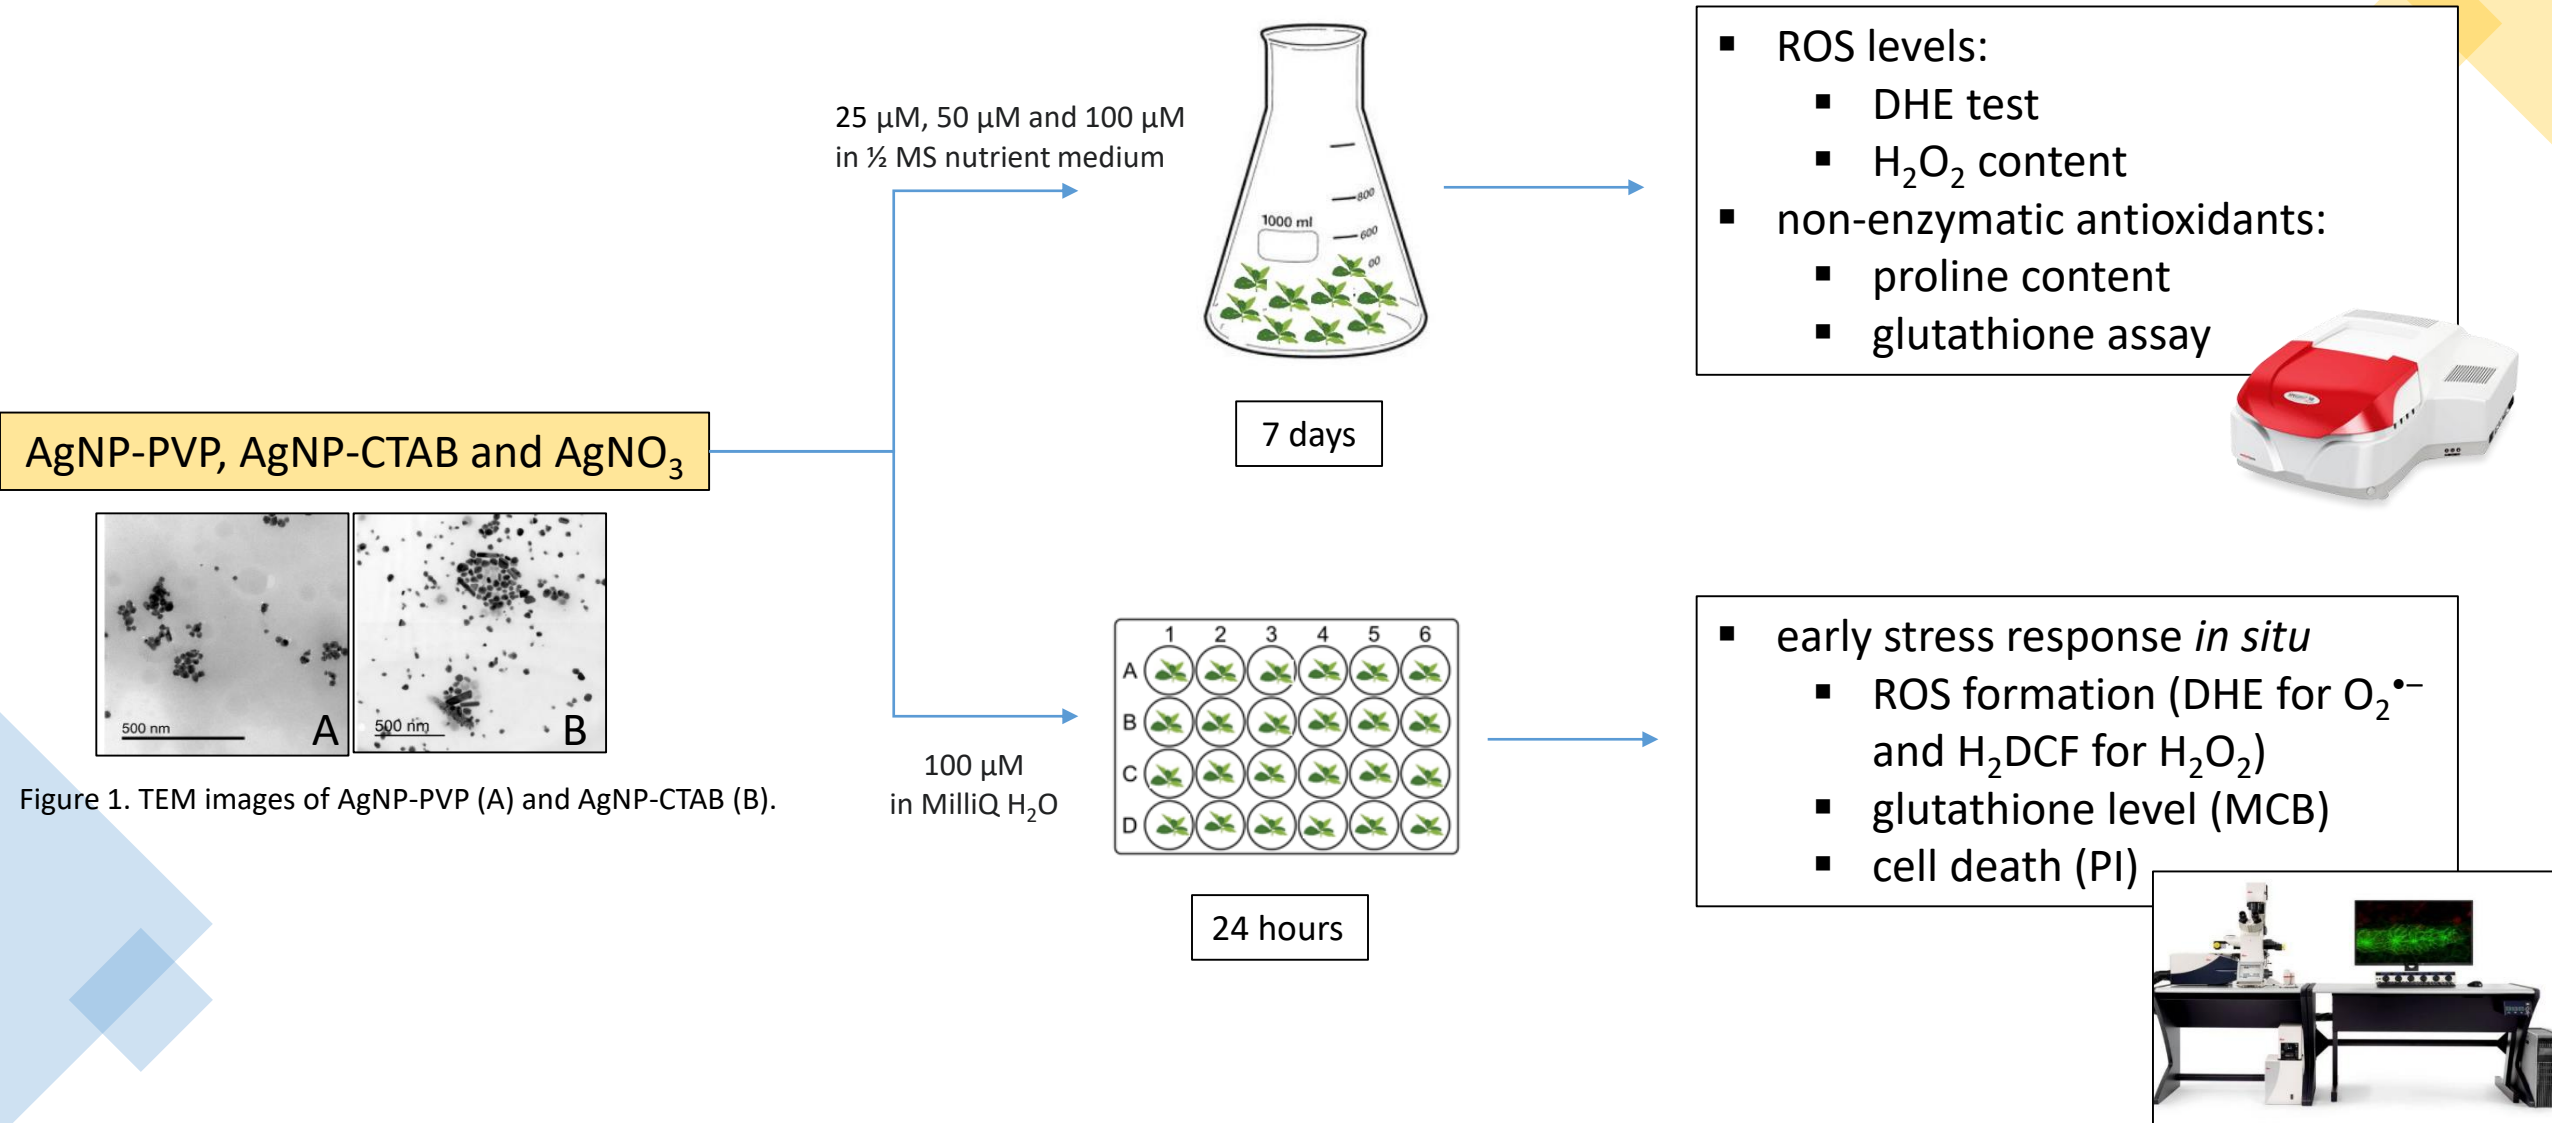 25 µM, 50 µM and 100 µM
in ½ MS nutrient medium
1000 ml
800
600
00
7 days
▪ ROS levels:
▪ DHE test
▪ H₂O₂ content
▪ non-enzymatic antioxidants:
▪ proline content
▪ glutathione assay
AgNP-PVP, AgNP-CTAB and AgNO₃
500 nm
A
500 nm
B
Figure 1. TEM images of AgNP-PVP (A) and AgNP-CTAB (B).
100 µM
in MilliQ H₂O
1 2 3 4 5 6
A
B
C
D
24 hours
▪ early stress response in situ
▪ ROS formation (DHE for O₂•–
and H₂DCF for H₂O₂)
▪ glutathione level (MCB)
▪ cell death (PI)